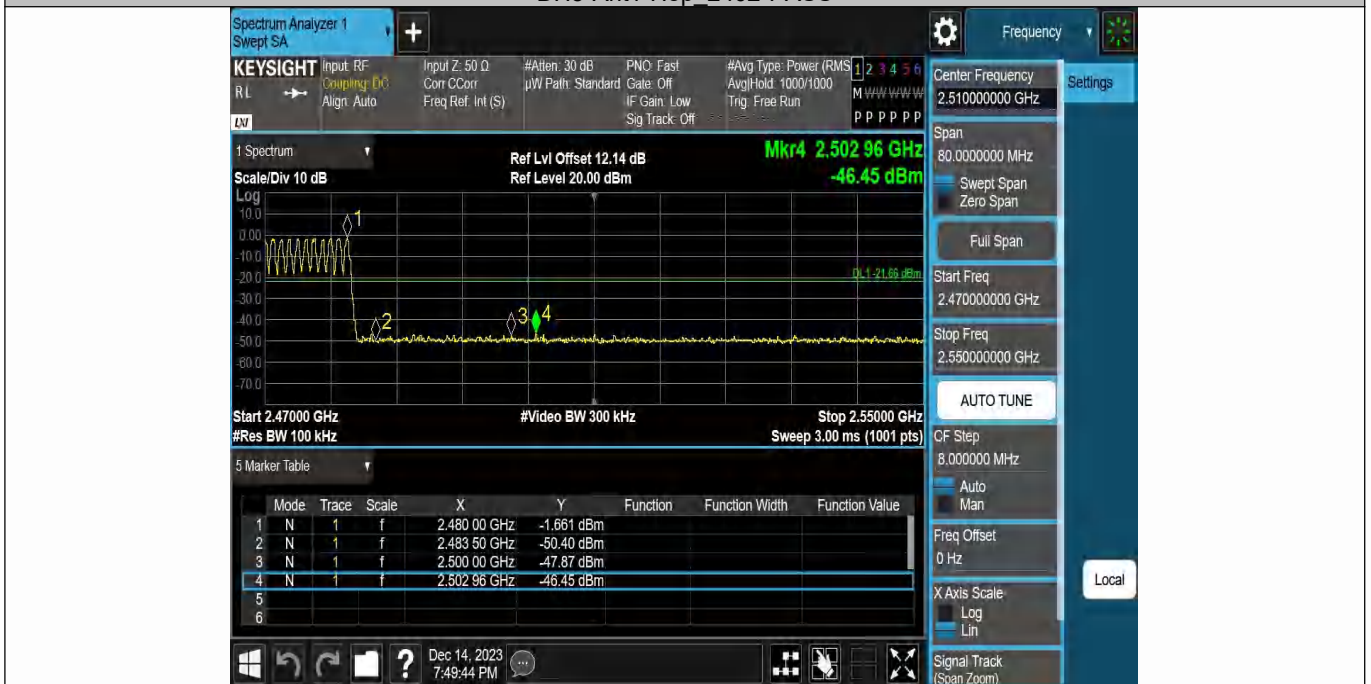 Spectrum Analyzer 1
Swept SA
+
Frequency
KEYSIGHT
RL
LXI
Input: RF
Coupling: DC
Align: Auto
Input Z: 50 Ω
Corr CCorr
Freq Ref: Int (S)
#Atten: 30 dB
µW Path: Standard
PNO: Fast
Gate: Off
IF Gain: Low
Sig Track: Off
#Avg Type: Power (RMS
Avg|Hold: 1000/1000
Trig: Free Run
1 2 3 4 5 6
M W W W W W
P P P P P P
1 Spectrum
Scale/Div 10 dB
Log
Ref Lvl Offset 12.14 dB
Ref Level 20.00 dBm
Mkr4 2.502 96 GHz
-46.45 dBm
10.0
0.00
-10.0
-20.0
-30.0
-40.0
-50.0
-60.0
-70.0
1
2
3
4
DL1 -21.66 dBm
Start 2.47000 GHz
#Res BW 100 kHz
#Video BW 300 kHz
Stop 2.55000 GHz
Sweep 3.00 ms (1001 pts)
5 Marker Table
Mode Trace Scale X Y Function Function Width Function Value
1 N 1 f 2.480 00 GHz -1.661 dBm
2 N 1 f 2.483 50 GHz -50.40 dBm
3 N 1 f 2.500 00 GHz -47.87 dBm
4 N 1 f 2.502 96 GHz -46.45 dBm
5
6
?
Dec 14, 2023
7:49:44 PM
Center Frequency
2.510000000 GHz
Settings
Span
80.0000000 MHz
Swept Span
Zero Span
Full Span
Start Freq
2.470000000 GHz
Stop Freq
2.550000000 GHz
AUTO TUNE
CF Step
8.000000 MHz
Auto
Man
Freq Offset
0 Hz
Local
X Axis Scale
Log
Lin
Signal Track
(Span Zoom)